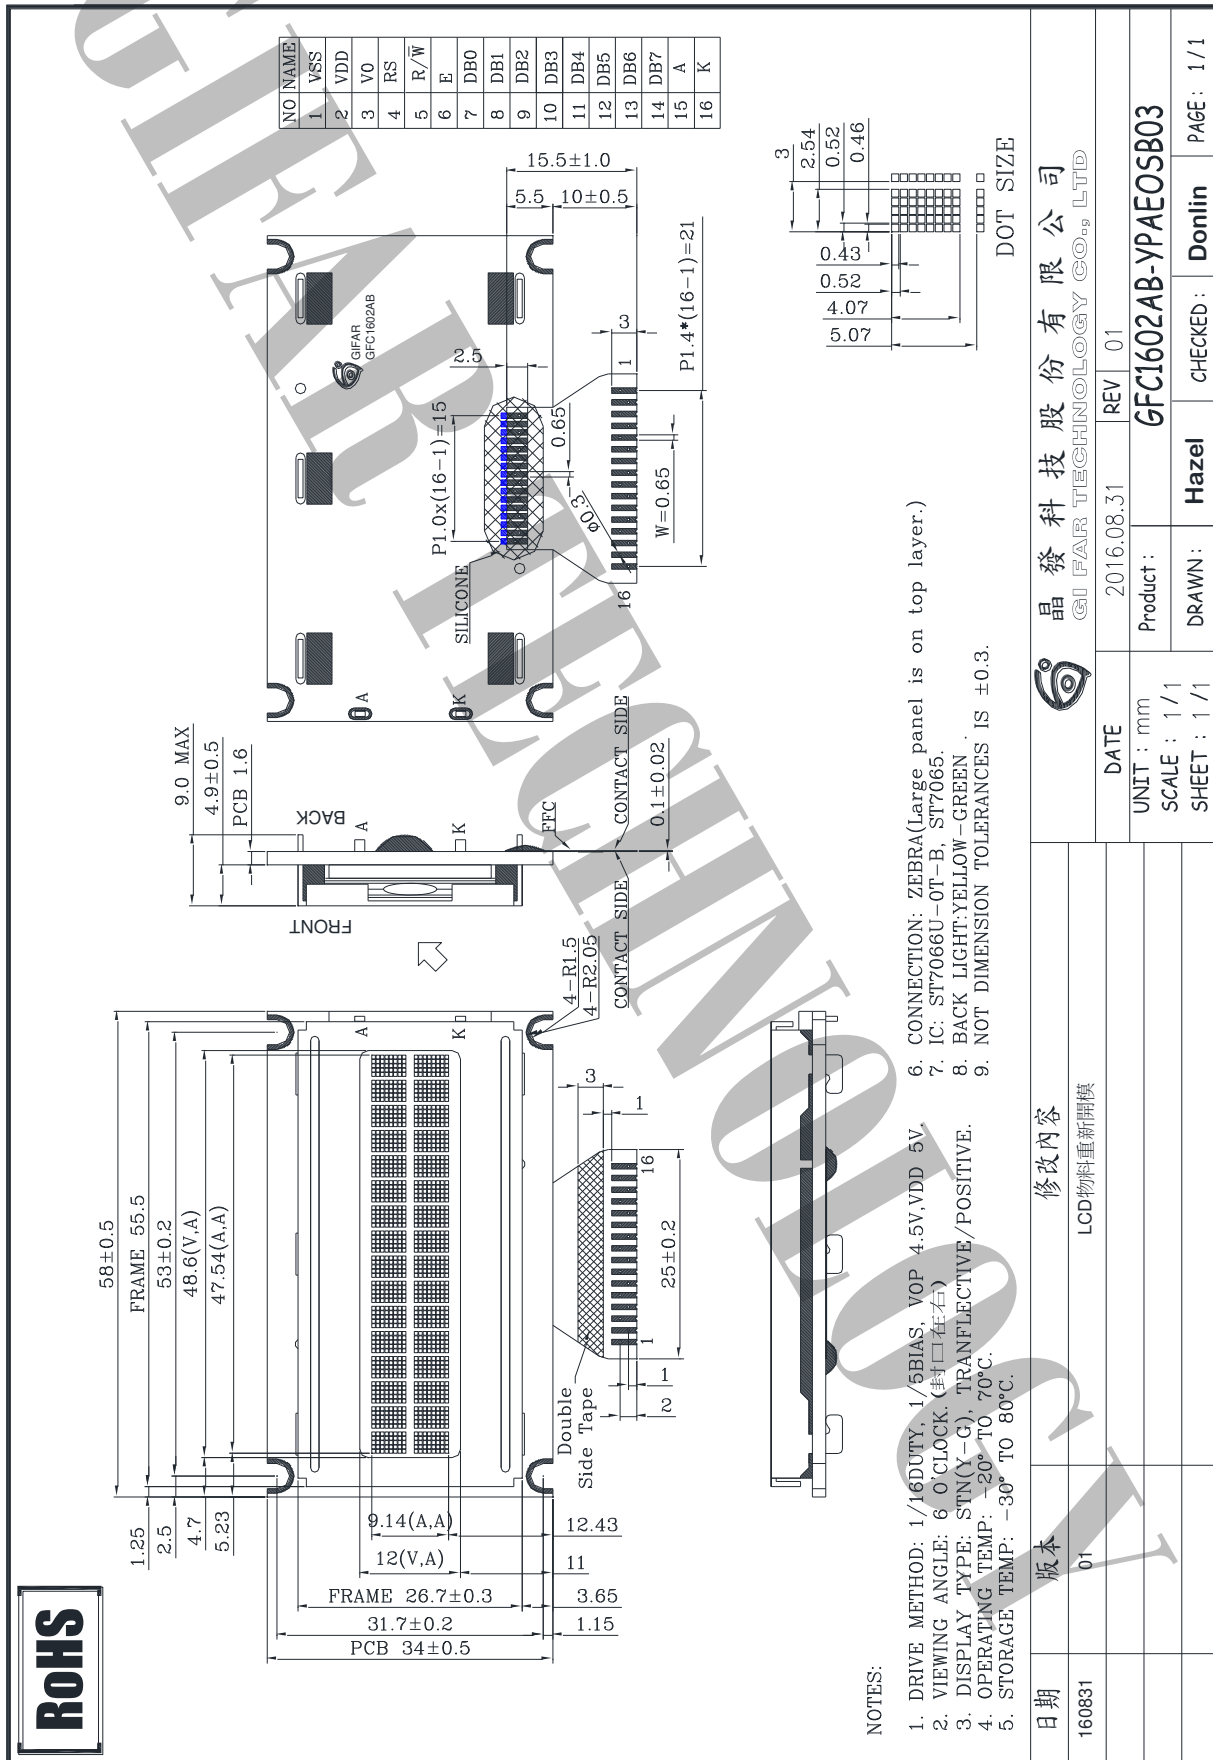 RoHS
58±0.5
FRAME 55.5
53±0.2
48.6(V,A)
47.54(A,A)
1.25
2.5
4.7
5.23
9.14(A,A)
12(V,A)
FRAME 26.7±0.3
31.7±0.2
PCB 34±0.5
12.43
11
3.65
1.15
A
K
4-R1.5
4-R2.05
Double
Side Tape
1
16
3
1
1
2
25±0.2
FRONT
BACK
9.0 MAX
4.9±0.5
PCB 1.6
A
K
FFC
CONTACT SIDE
CONTACT SIDE
0.1±0.02
A
K
GIFAR
GFC1602AB
SILICONE
P1.0x(16-1)=15
2.5
0.65
φ0.3
W=0.65
P1.4*(16-1)=21
16
1
3
5.5
10±0.5
15.5±1.0
NO NAME
1 VSS
2 VDD
3 V0
4 RS
5 R/W̅
6 E
7 DB0
8 DB1
9 DB2
10 DB3
11 DB4
12 DB5
13 DB6
14 DB7
15 A
16 K
3
2.54
0.52
0.46
0.43
0.52
4.07
5.07
DOT SIZE
NOTES:
1. DRIVE METHOD: 1/16DUTY, 1/5BIAS, VOP 4.5V,VDD 5V.
2. VIEWING ANGLE: 6 O'CLOCK.(封口在右)
3. DISPLAY TYPE: STN(Y-G), TRANFLECTIVE/POSITIVE.
4. OPERATING TEMP: -20° TO 70°C.
5. STORAGE TEMP: -30° TO 80°C.
6. CONNECTION: ZEBRA(Large panel is on top layer.)
7. IC: ST7066U-0T-B, ST7065.
8. BACK LIGHT:YELLOW-GREEN .
9. NOT DIMENSION TOLERANCES IS ±0.3.
日期 版本 修改內容
160831 01 LCD物料重新開模
晶發科技股份有限公司
GI FAR TECHNOLOGY CO., LTD
DATE 2016.08.31 REV 01
UNIT : mm
SCALE : 1/1
SHEET : 1/1
Product : GFC1602AB-YPAEOSB03
DRAWN : Hazel CHECKED : Donlin PAGE : 1/1
GIFAR TECHNOLOGY